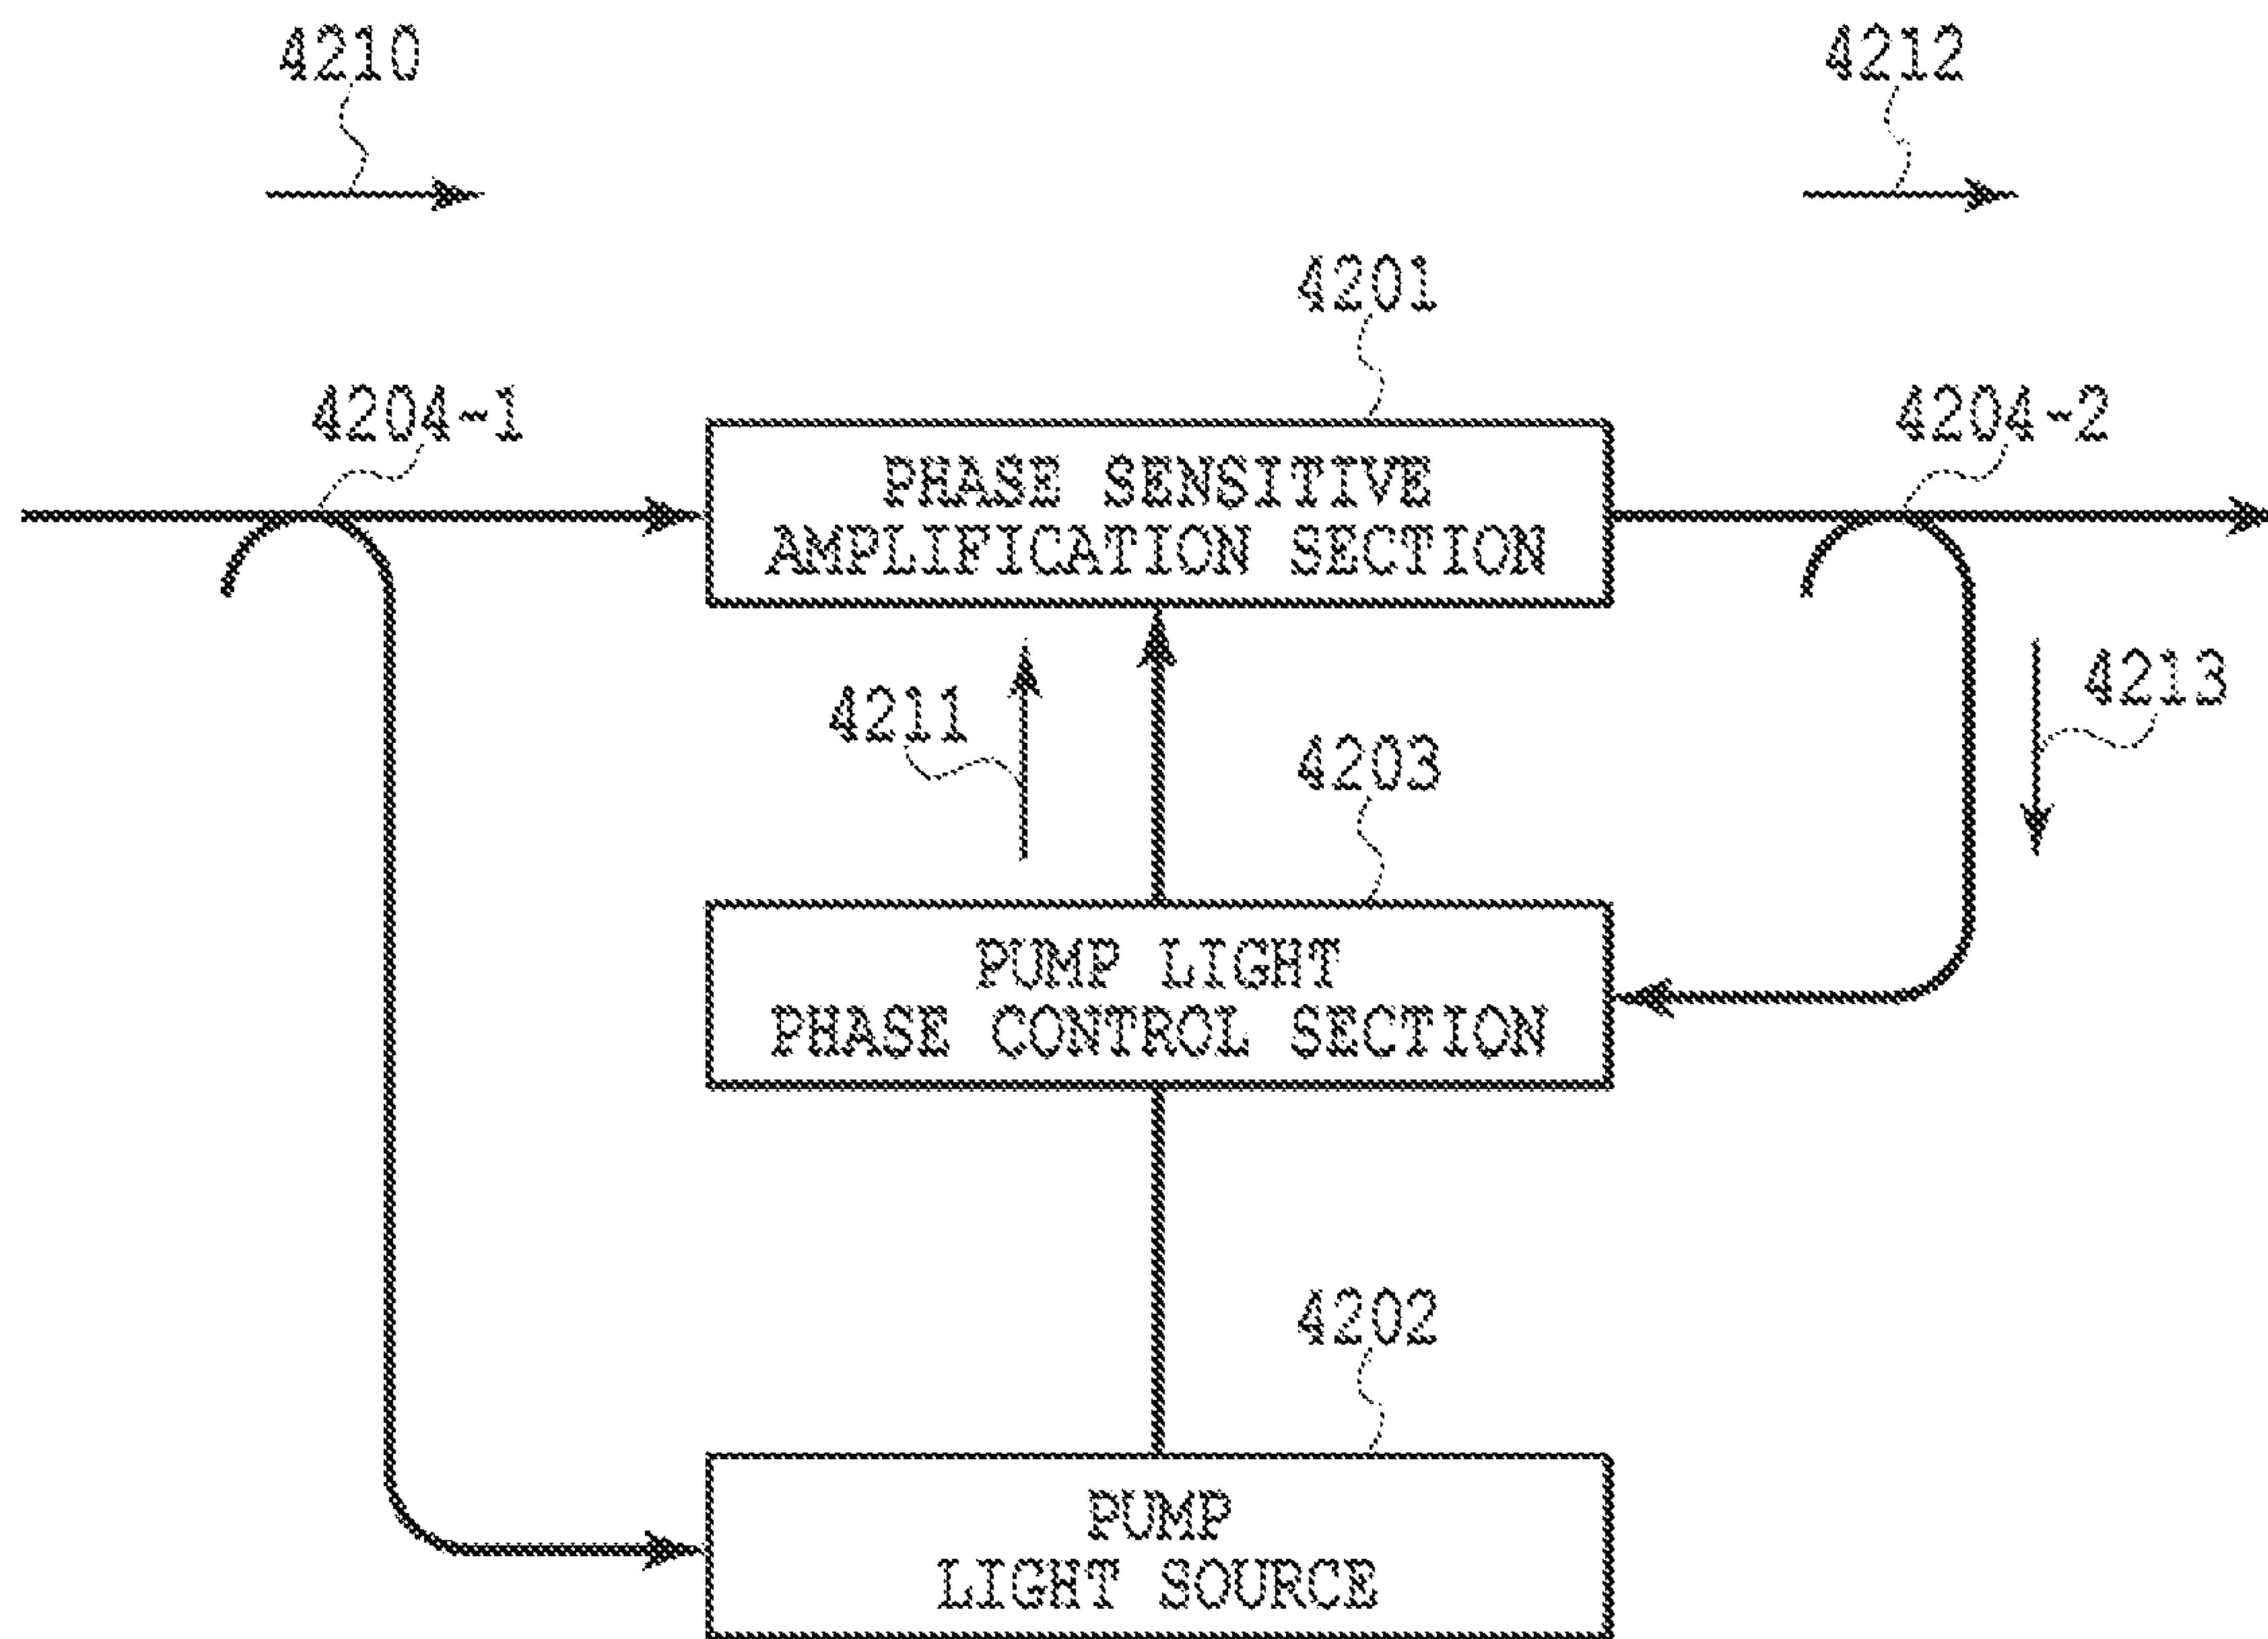 4210
4212
4201
4204-1
4204-2
PHASE SENSITIVE
AMPLIFICATION SECTION
4211
4213
4203
PUMP LIGHT
PHASE CONTROL SECTION
4202
PUMP
LIGHT SOURCE